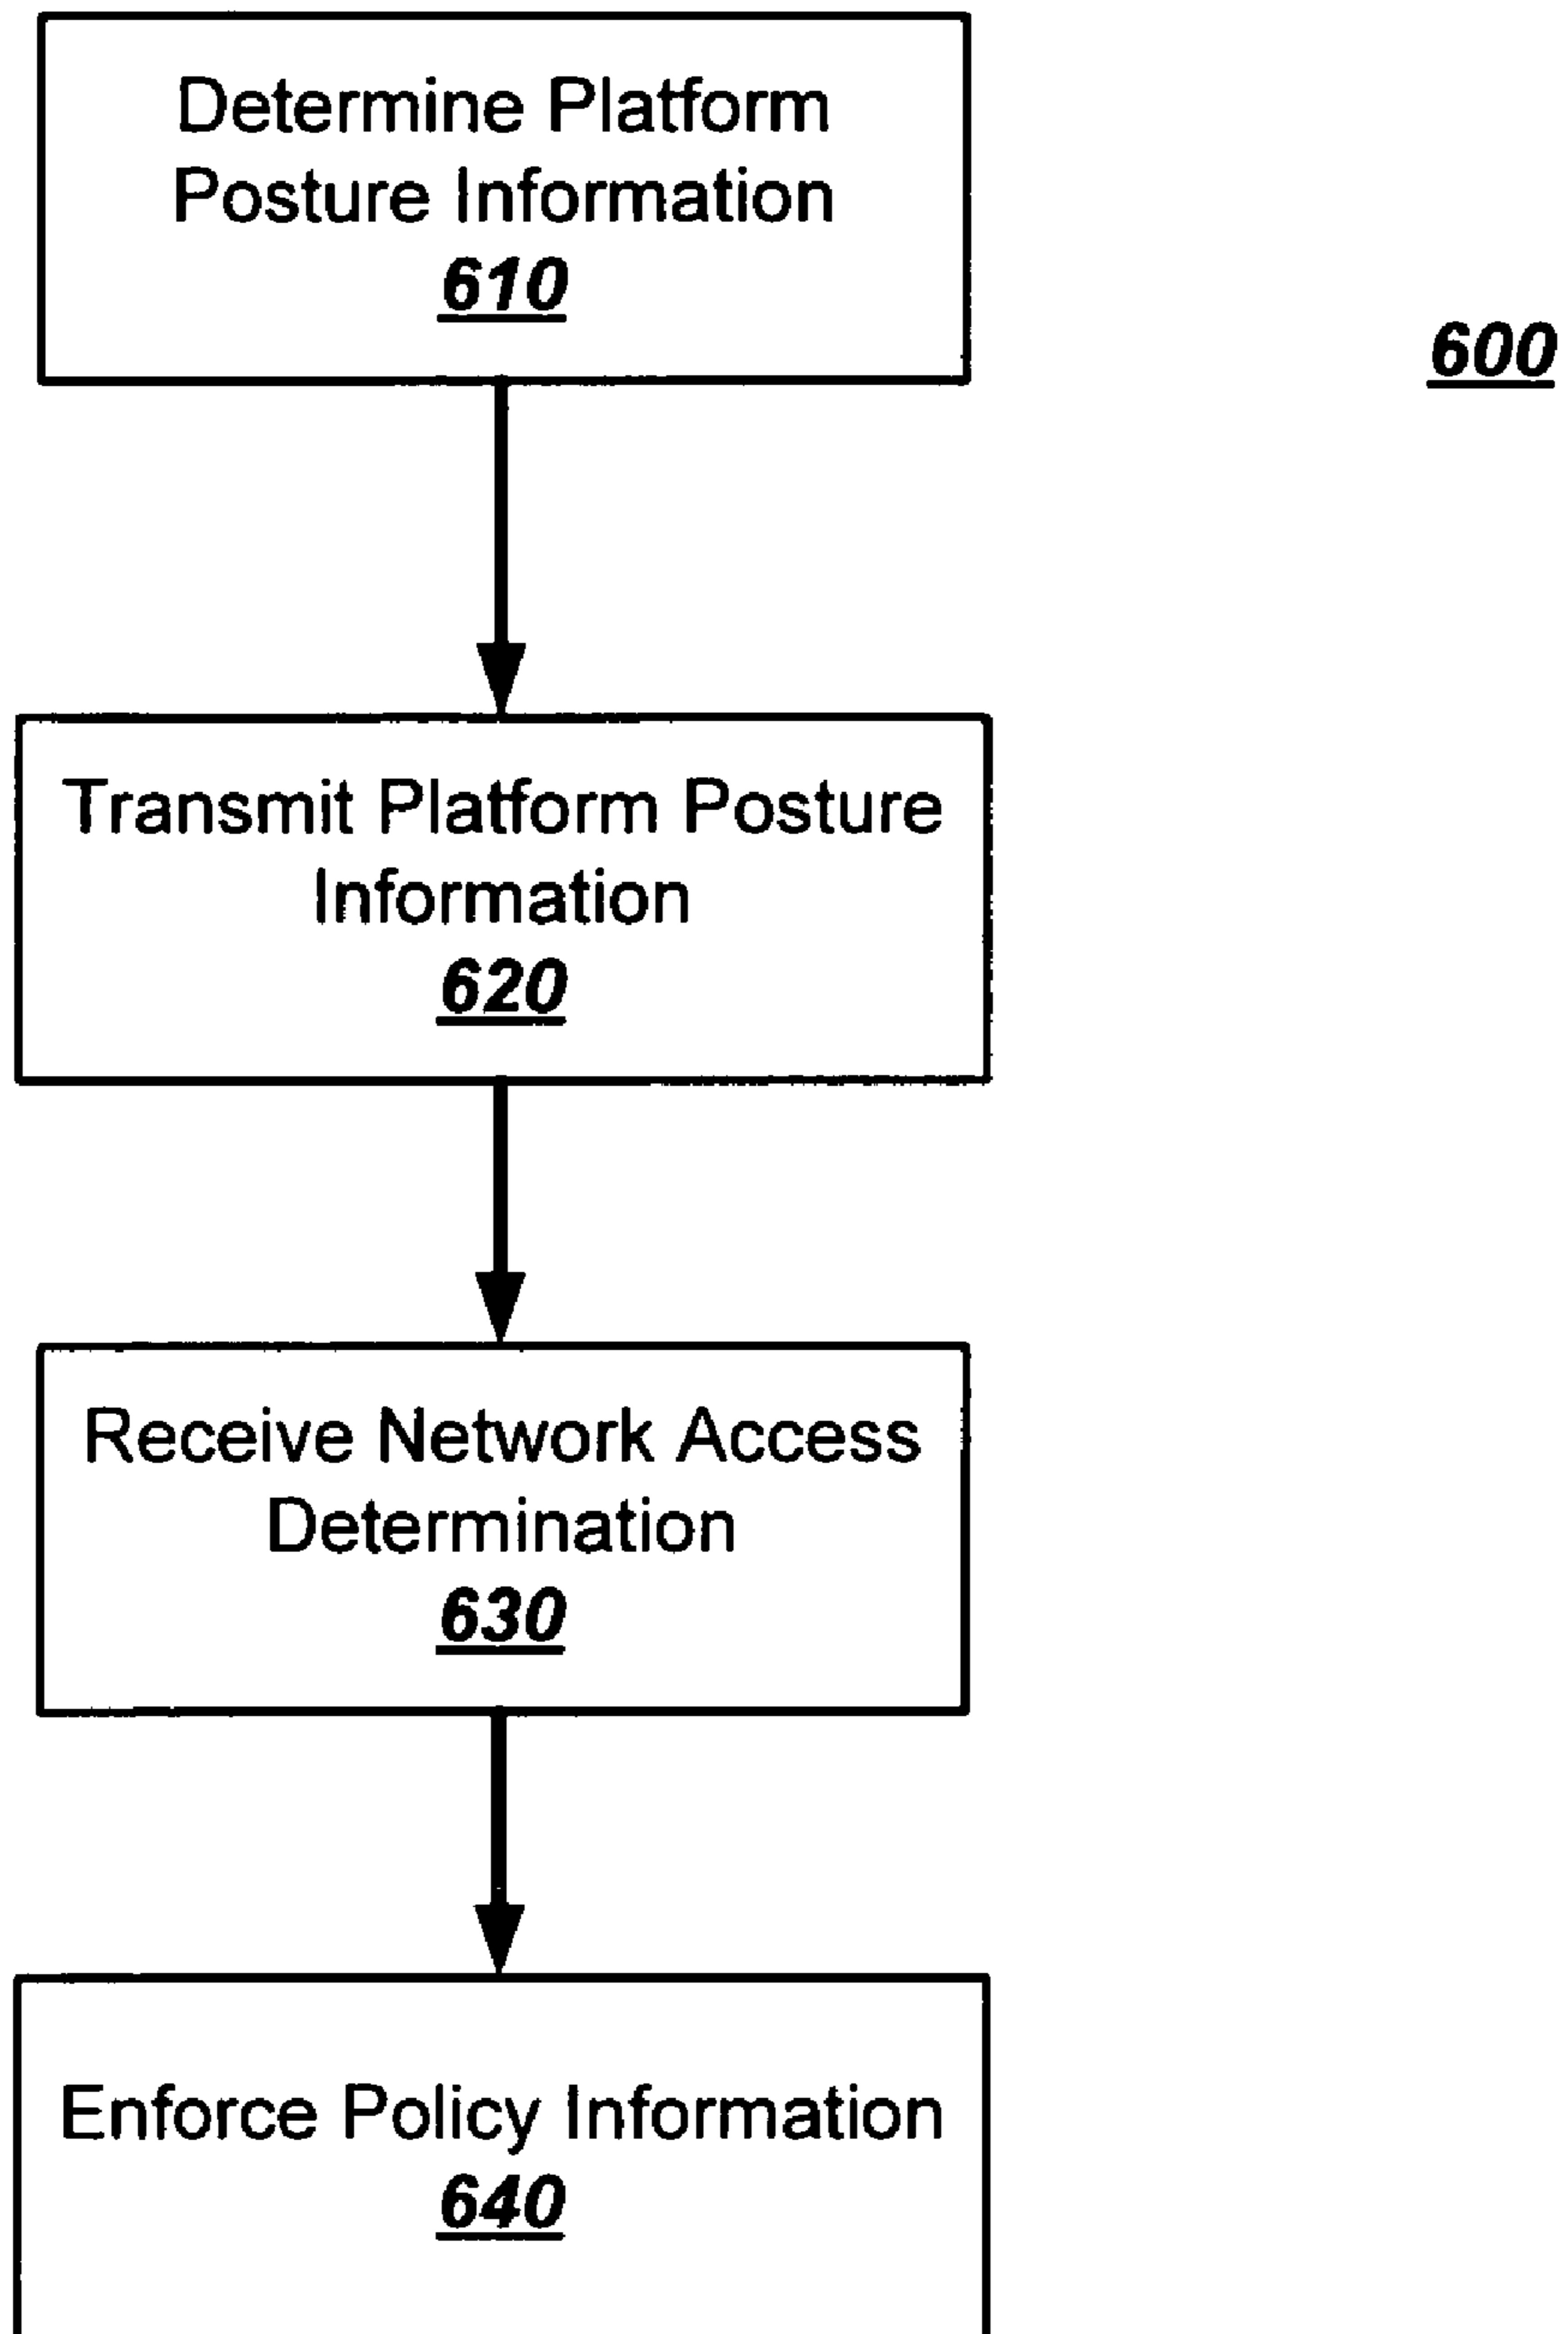 Determine Platform
Posture Information
610
600
Transmit Platform Posture
Information
620
Receive Network Access
Determination
630
Enforce Policy Information
640